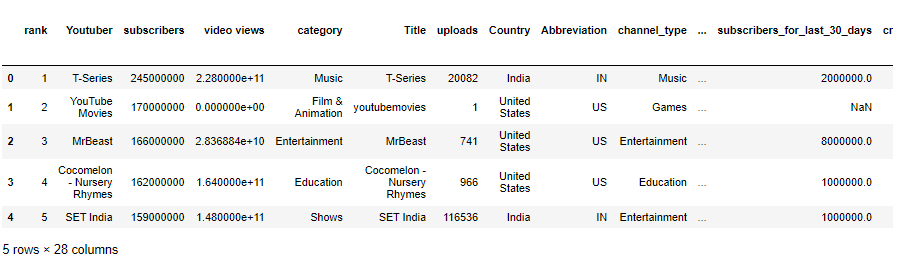 rank Youtuber subscribers video views category Title uploads Country Abbreviation channel_type ... subscribers_for_last_30_days cr
0 1 T-Series 245000000 2.280000e+11 Music T-Series 20082 India IN Music ... 2000000.0
1 2 YouTube Movies 170000000 0.000000e+00 Film & Animation youtubemovies 1 United States US Games ... NaN
2 3 MrBeast 166000000 2.836884e+10 Entertainment MrBeast 741 United States US Entertainment ... 8000000.0
3 4 Cocomelon - Nursery Rhymes 162000000 1.640000e+11 Education Cocomelon - Nursery Rhymes 966 United States US Education ... 1000000.0
4 5 SET India 159000000 1.480000e+11 Shows SET India 116536 India IN Entertainment ... 1000000.0
5 rows × 28 columns